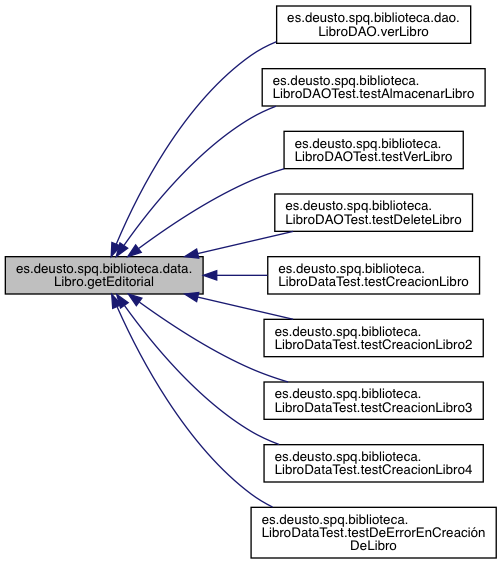 es.deusto.spq.biblioteca.dao.
LibroDAO.verLibro
es.deusto.spq.biblioteca.
LibroDAOTest.testAlmacenarLibro
es.deusto.spq.biblioteca.
LibroDAOTest.testVerLibro
es.deusto.spq.biblioteca.
LibroDAOTest.testDeleteLibro
es.deusto.spq.biblioteca.data.
Libro.getEditorial
es.deusto.spq.biblioteca.
LibroDataTest.testCreacionLibro
es.deusto.spq.biblioteca.
LibroDataTest.testCreacionLibro2
es.deusto.spq.biblioteca.
LibroDataTest.testCreacionLibro3
es.deusto.spq.biblioteca.
LibroDataTest.testCreacionLibro4
es.deusto.spq.biblioteca.
LibroDataTest.testDeErrorEnCreación
DeLibro